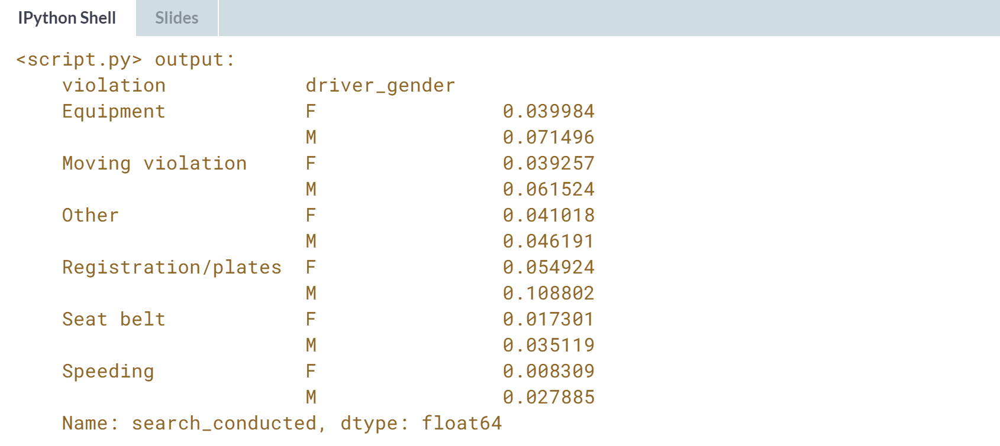 IPython Shell Slides
<script.py> output:
violation driver_gender
Equipment F 0.039984
M 0.071496
Moving violation F 0.039257
M 0.061524
Other F 0.041018
M 0.046191
Registration/plates F 0.054924
M 0.108802
Seat belt F 0.017301
M 0.035119
Speeding F 0.008309
M 0.027885
Name: search_conducted, dtype: float64